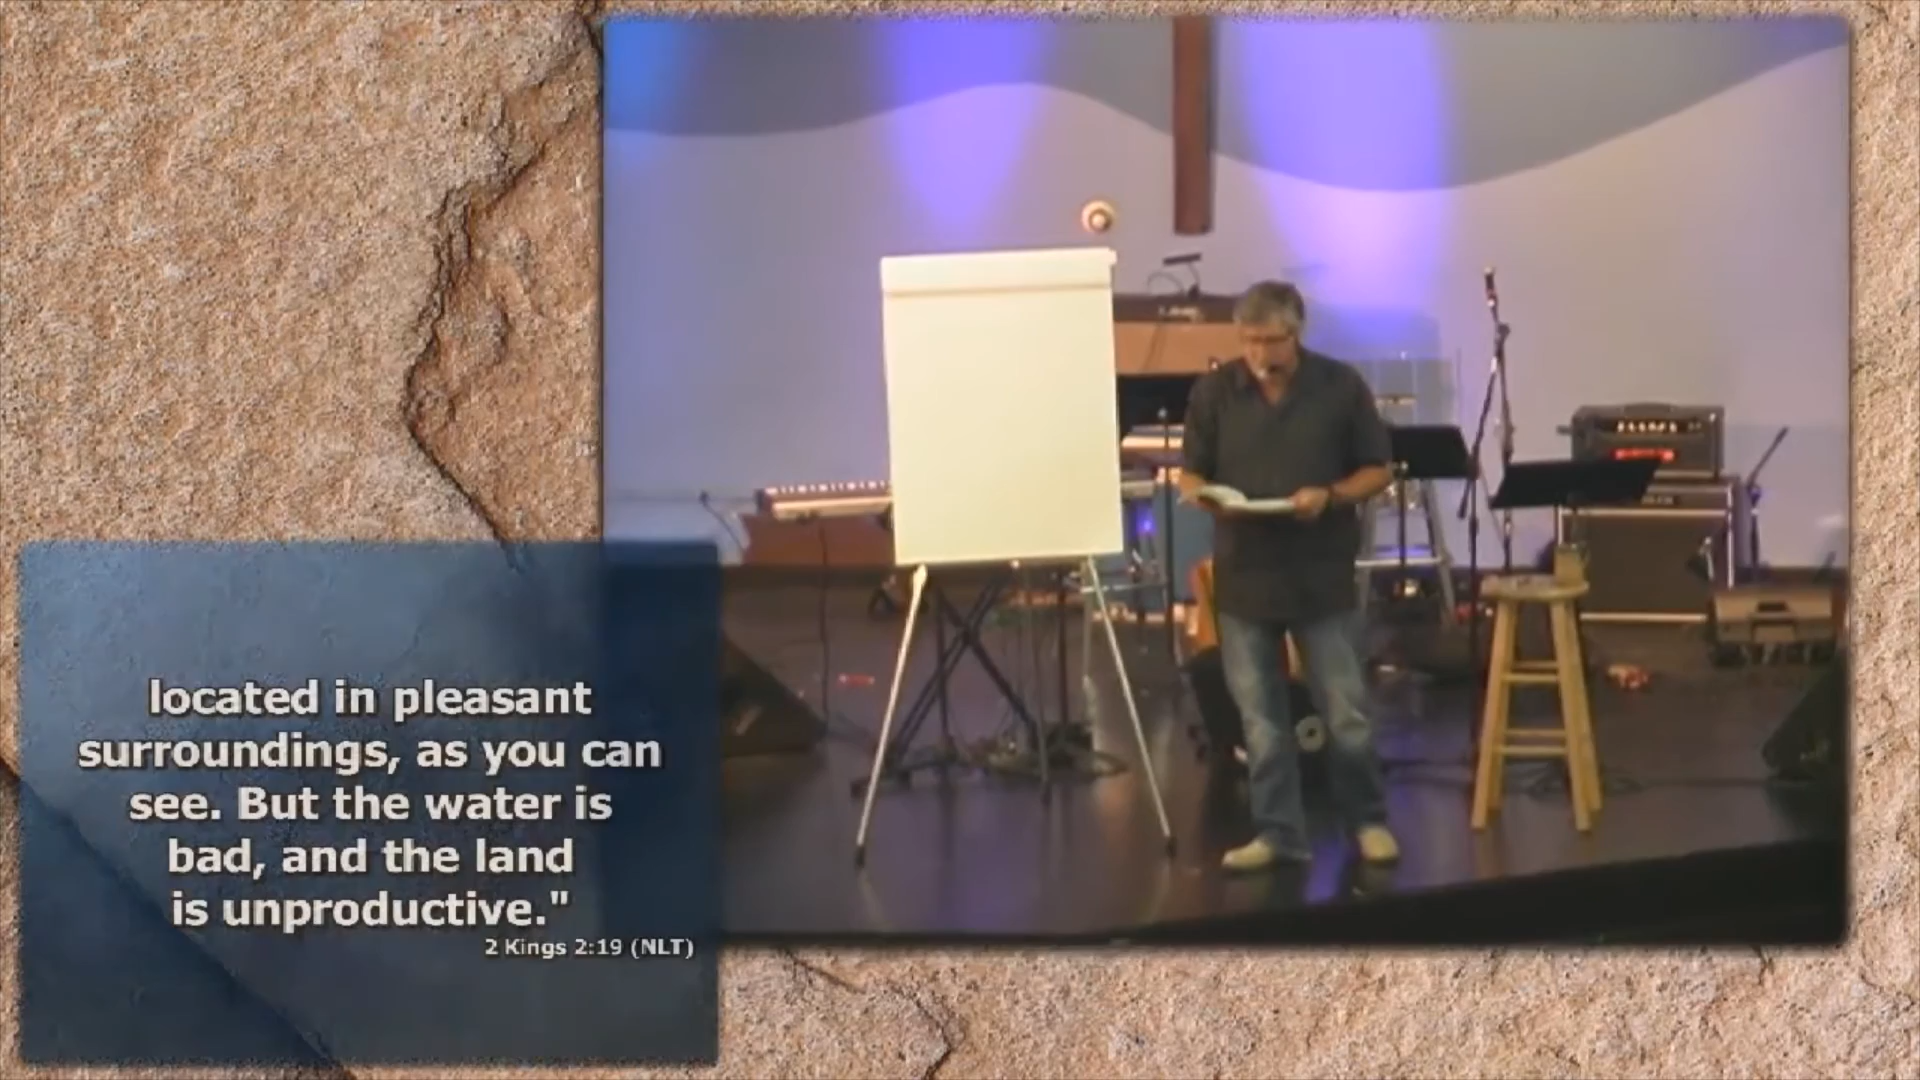 located in pleasant
surroundings, as you can
see. But the water is
bad, and the land
is unproductive."
2 Kings 2:19 (NLT)